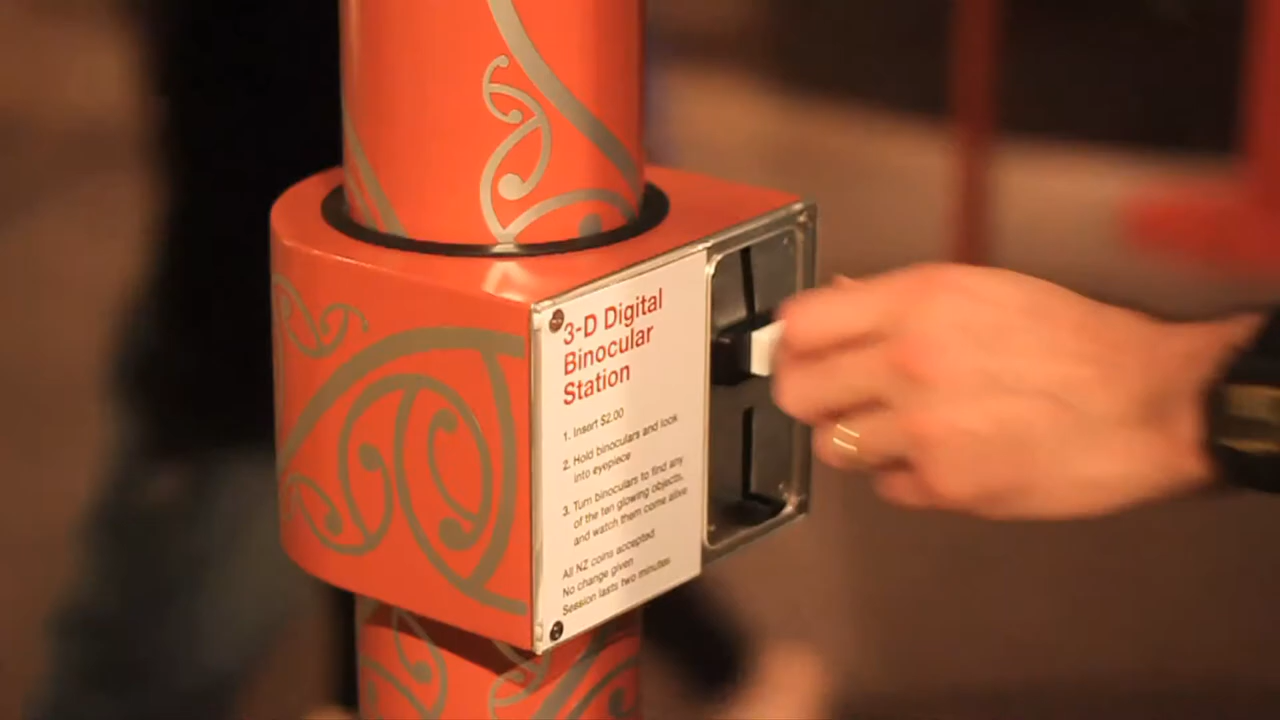 3-D Digital
Binocular
Station
1. Insert $2.00
2. Hold binoculars and look
into eyepiece
3. Turn binoculars to find any
of the ten glowing objects,
and watch them come alive
All NZ coins accepted
No change given
Session lasts two minutes